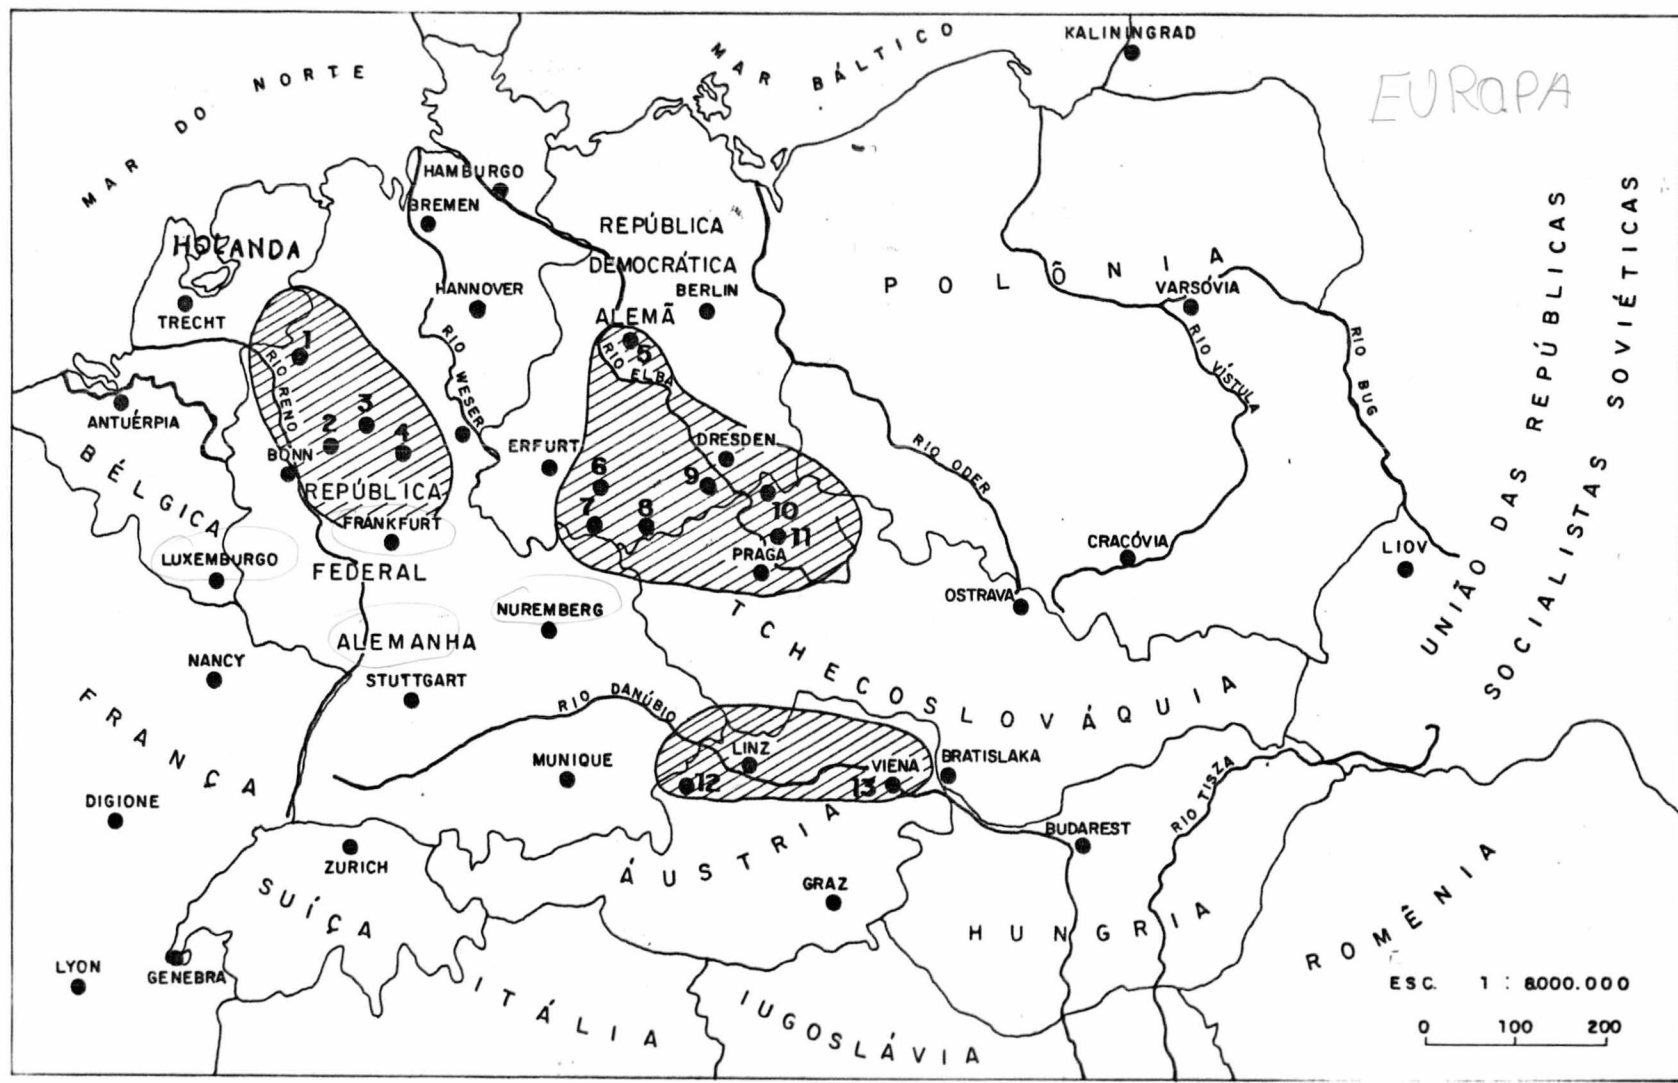 MAR DO NORTE
MAR BÁLTICO
KALININGRAD
EUROPA
HAMBURGO
BREMEN
HOLANDA
REPÚBLICA
DEMOCRÁTICA
ALEMÃ
BERLIN
HANNOVER
TRECHT
POLÔNIA
VARSÓVIA
UNIÃO DAS REPÚBLICAS
SOCIALISTAS SOVIÉTICAS
1
RIO RENO
RIO WESER
5
RIO ELBA
RIO VÍSTULA
RIO BUG
ANTUÉRPIA
BÉLGICA
2
3
4
BÓNN
ERFURT
DRESDEN
RIO ODER
6
7
8
9
10
11
REPÚBLICA
FRANKFURT
FEDERAL
ALEMANHA
LUXEMBURGO
NUREMBERG
PRAGA
CRACÓVIA
LIOV
OSTRAVA
TCHECOSLOVÁQUIA
NANCY
STUTTGART
RIO DANÚBIO
FRANÇA
MUNIQUE
LINZ
12
VIENA
13
BRATISLAKA
DIGIONE
RIO TISZA
BUDAREST
ZURICH
SUÍÇA
ÁUSTRIA
GRAZ
HUNGRIA
ROMÊNIA
LYON
GENEBRA
ITÁLIA
IUGOSLÁVIA
ESC. 1 : 8000.000
0 100 200